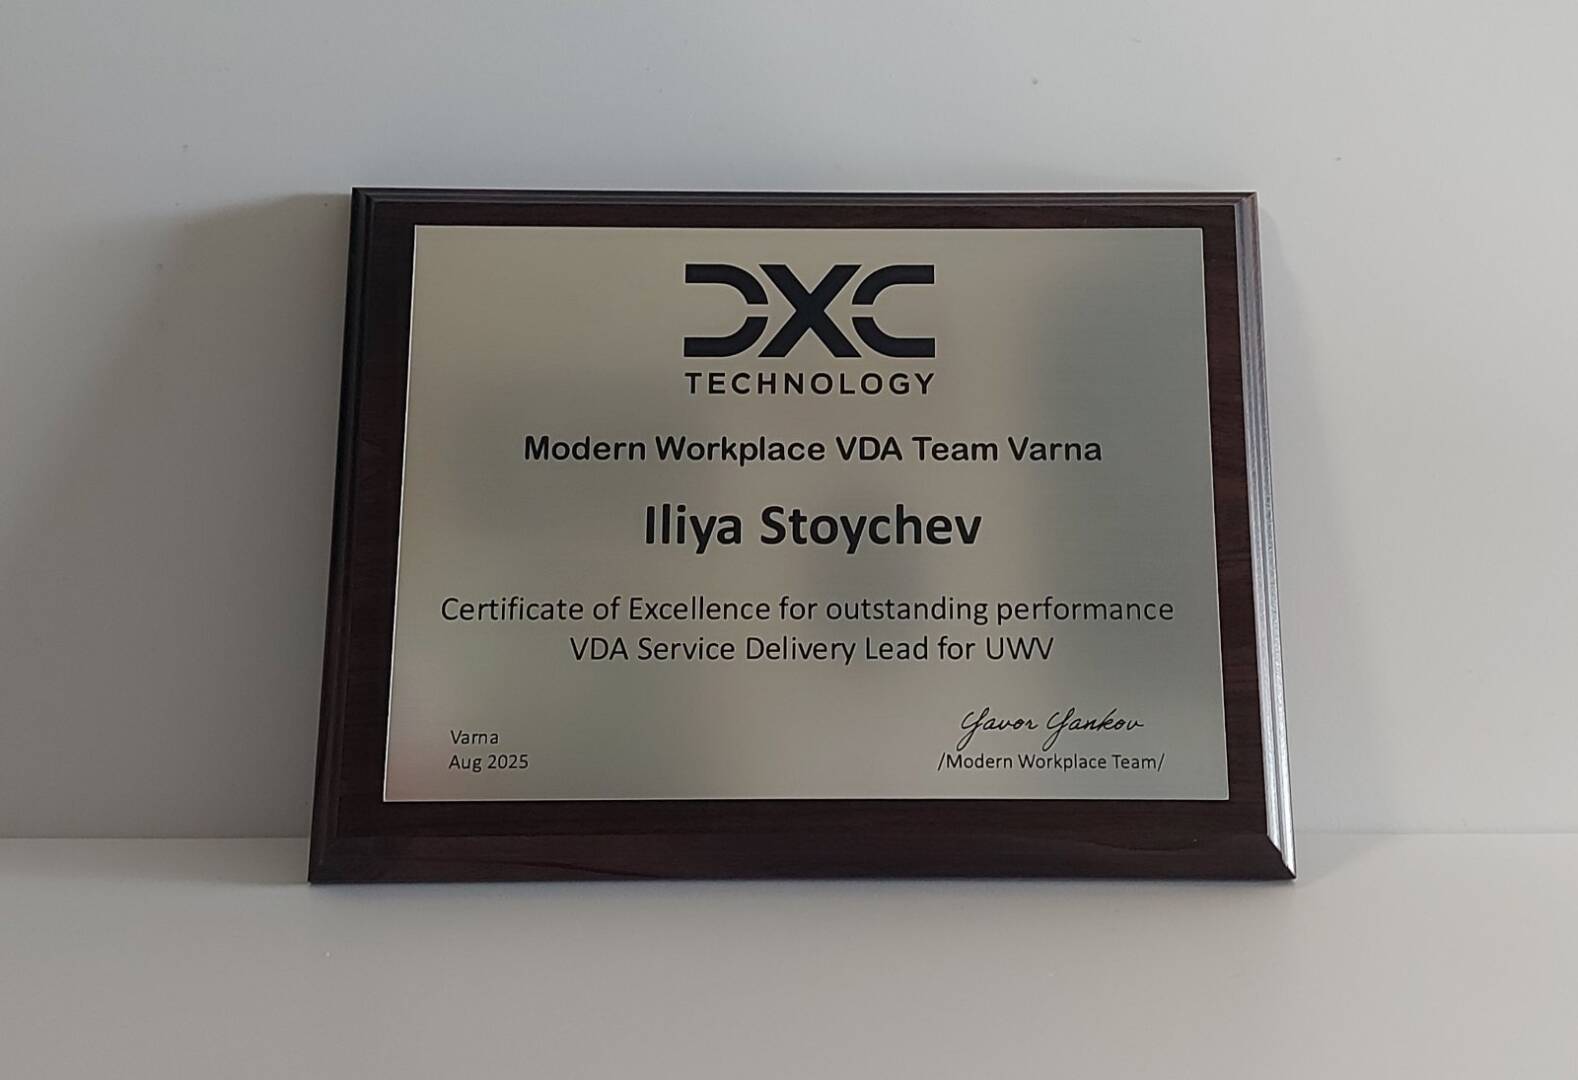 DXC
TECHNOLOGY
Modern Workplace VDA Team Varna
Iliya Stoychev
Certificate of Excellence for outstanding performance
VDA Service Delivery Lead for UWV
Yavor Yankov
/Modern Workplace Team/
Varna
Aug 2025